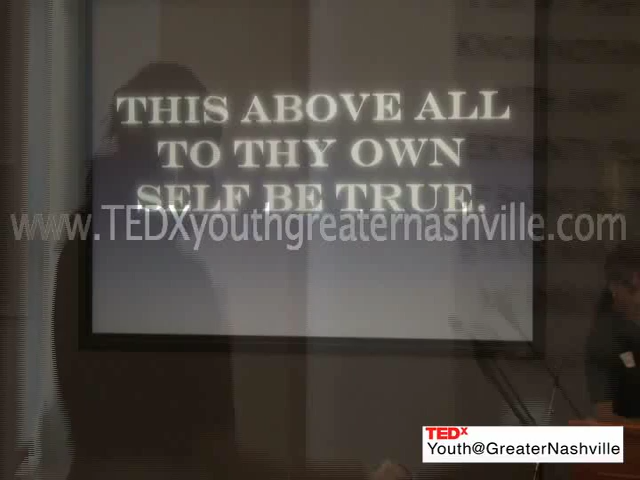 THIS ABOVE ALL
TO THY OWN
SELF BE TRUE.
www.TEDXyouthgreaternashville.com
TEDx
Youth@GreaterNashville